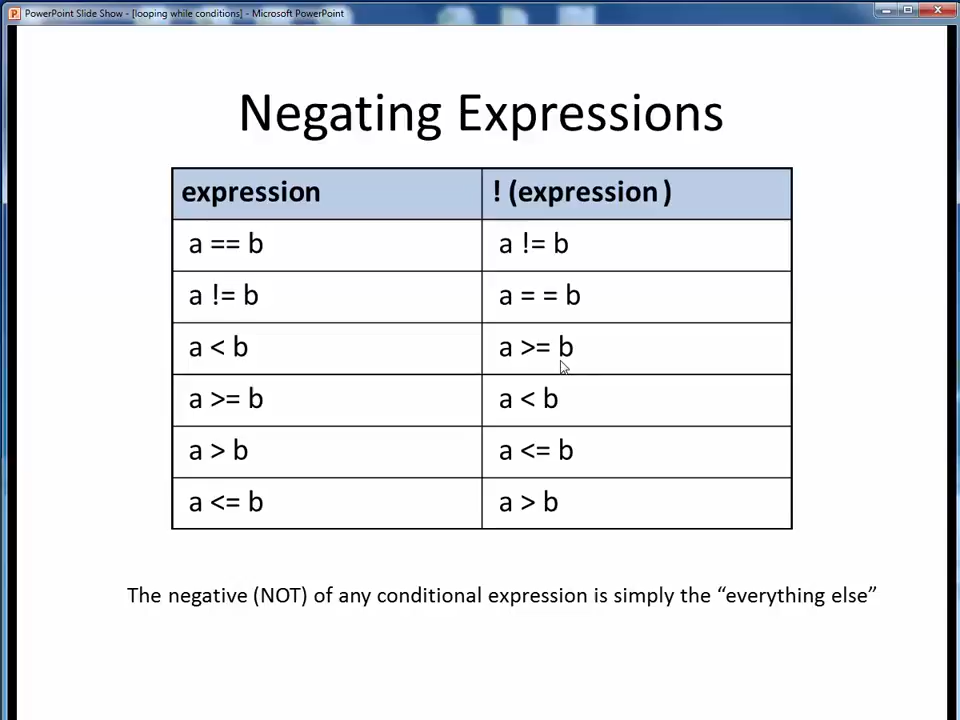 PowerPoint Slide Show - [looping while conditions] - Microsoft PowerPoint
Negating Expressions
expression ! (expression )
a == b a != b
a != b a = = b
a < b a >= b
a >= b a < b
a > b a <= b
a <= b a > b
The negative (NOT) of any conditional expression is simply the “everything else”